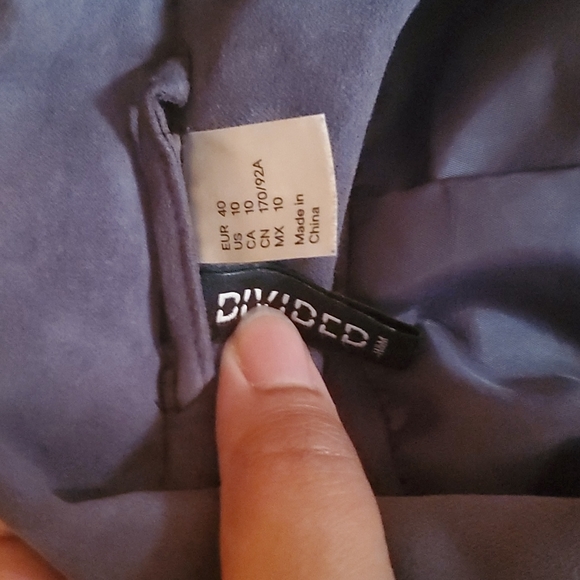 EUR 40
US 10
CA 10
CN 170/92A
MX 10
Made in
China
DIVIDED
H&M